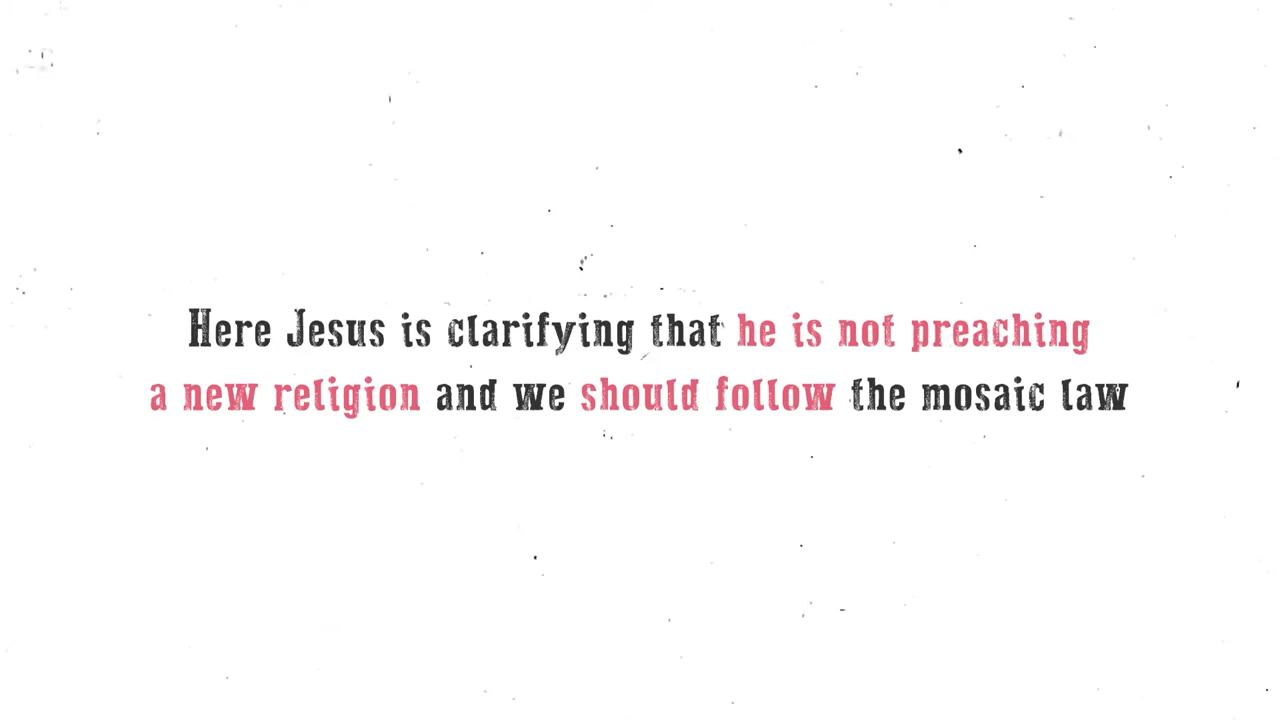 Here Jesus is clarifying that he is not preaching
a new religion and we should follow the mosaic law